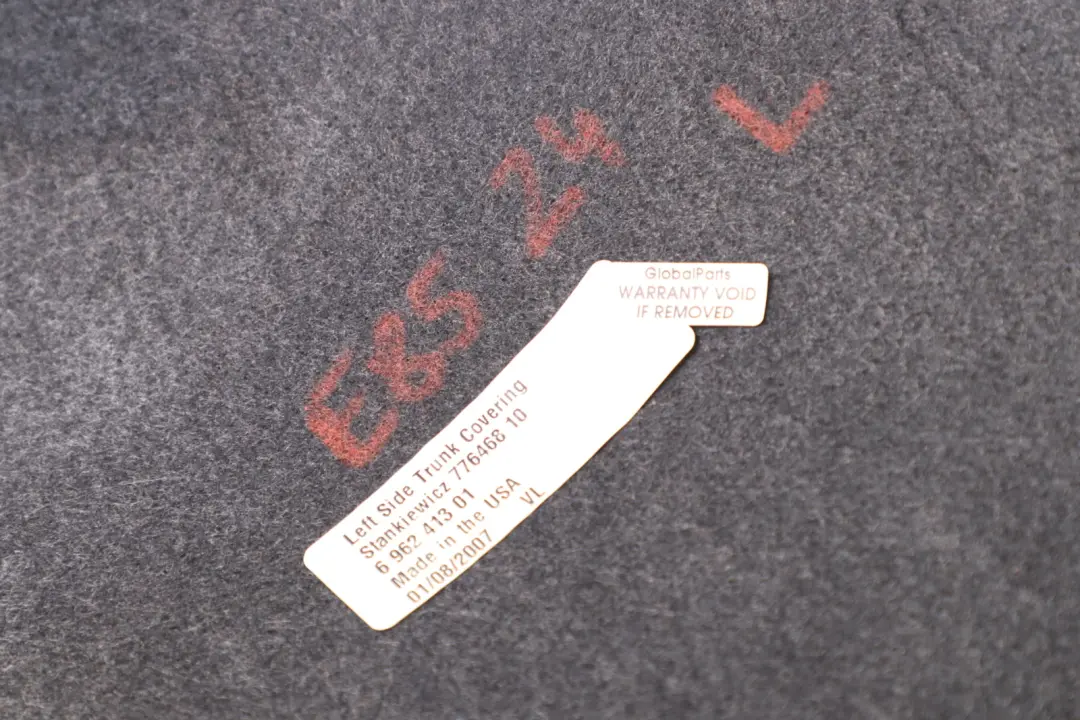 E85 24 L
GlobalParts
WARRANTY VOID
IF REMOVED
Left Side Trunk Covering
Stankiewicz 776468 10
6 962 413 01
Made in the USA
01/08/2007 VL